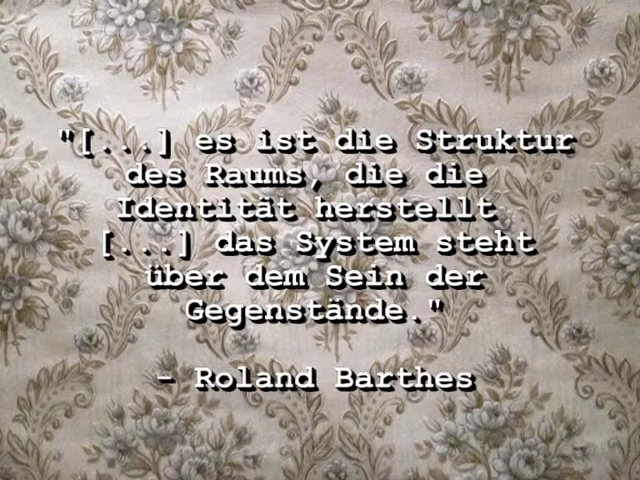 "[...] es ist die Struktur
des Raums, die die
Identität herstellt
[...] das System steht
über dem Sein der
Gegenstände."
- Roland Barthes